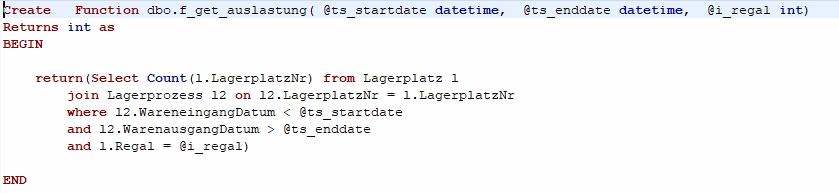 Create   Function dbo.f_get_auslastung( @ts_startdate datetime,  @ts_enddate datetime,  @i_regal int)
Returns int as
BEGIN
return(Select Count(l.LagerplatzNr) from Lagerplatz l
join Lagerprozess l2 on l2.LagerplatzNr = l.LagerplatzNr
where l2.WareneingangDatum < @ts_startdate
and l2.WarenausgangDatum > @ts_enddate
and l.Regal = @i_regal)
END